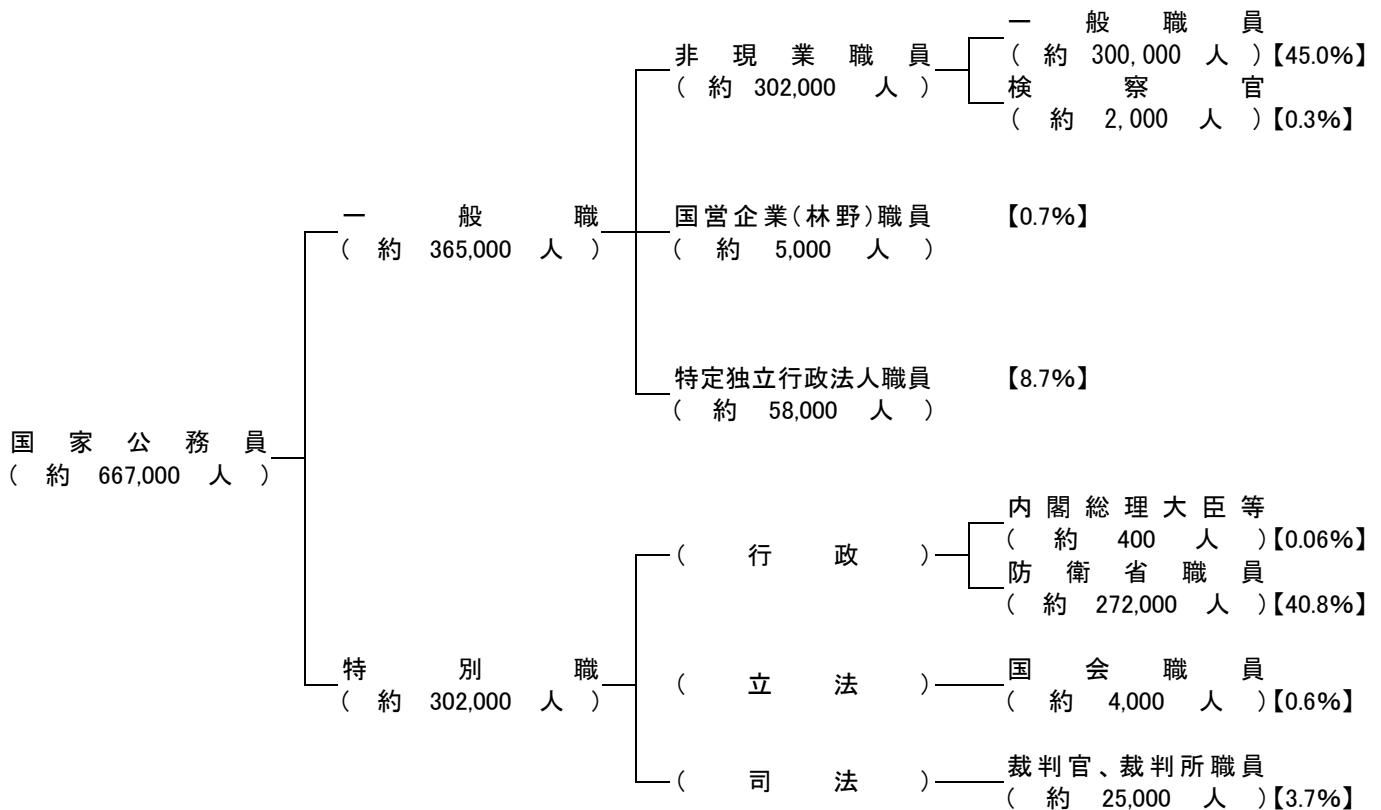 一般職員
(約 300,000 人)【45.0%】
非現業職員
(約 302,000 人)
検察官
(約 2,000 人)【0.3%】
一般職
(約 365,000 人)
国営企業(林野)職員 【0.7%】
(約 5,000 人)
特定独立行政法人職員 【8.7%】
(約 58,000 人)
国家公務員
(約 667,000 人)
内閣総理大臣等
(約 400 人)【0.06%】
(行政)
防衛省職員
(約 272,000 人)【40.8%】
特別職
(約 302,000 人)
(立法)
国会職員
(約 4,000 人)【0.6%】
(司法)
裁判官、裁判所職員
(約 25,000 人)【3.7%】